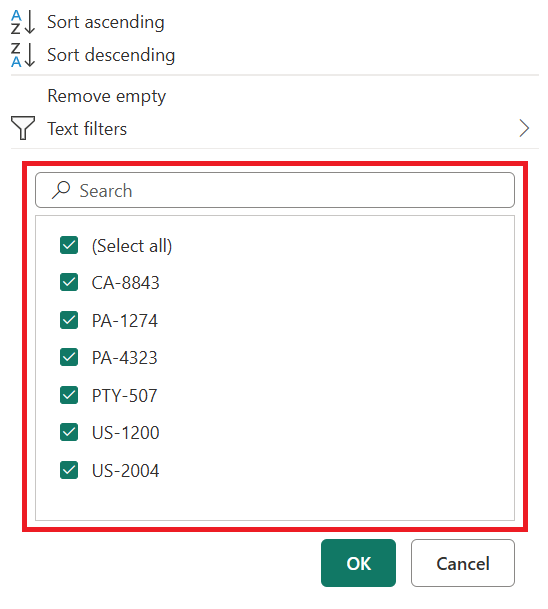 A
Z
Sort ascending
Z
A
Sort descending
Remove empty
Text filters
Search
(Select all)
CA-8843
PA-1274
PA-4323
PTY-507
US-1200
US-2004
OK
Cancel